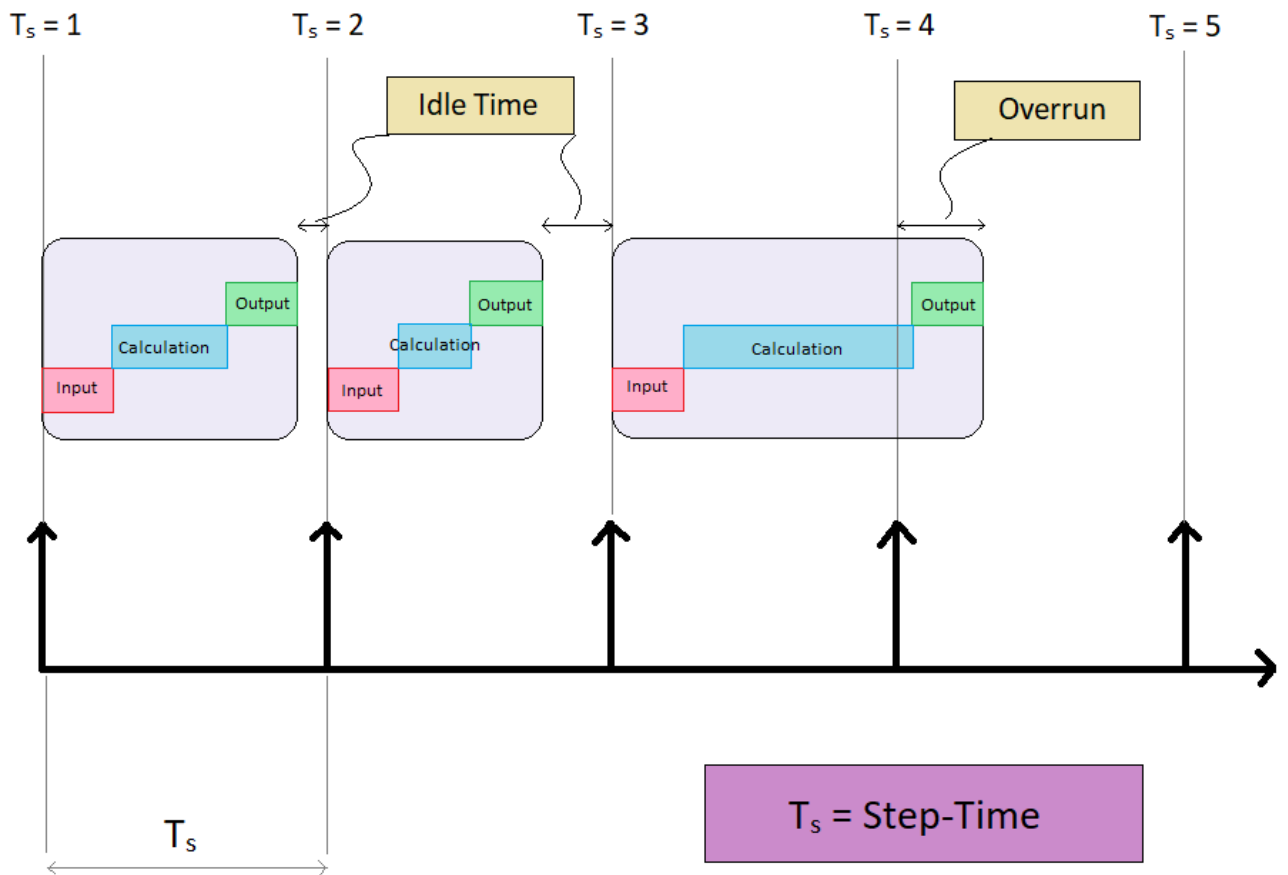 Tₛ = 1
Tₛ = 2
Tₛ = 3
Tₛ = 4
Tₛ = 5
Idle Time
Overrun
Input
Calculation
Output
Input
Calculation
Output
Input
Calculation
Output
Tₛ
Tₛ = Step-Time